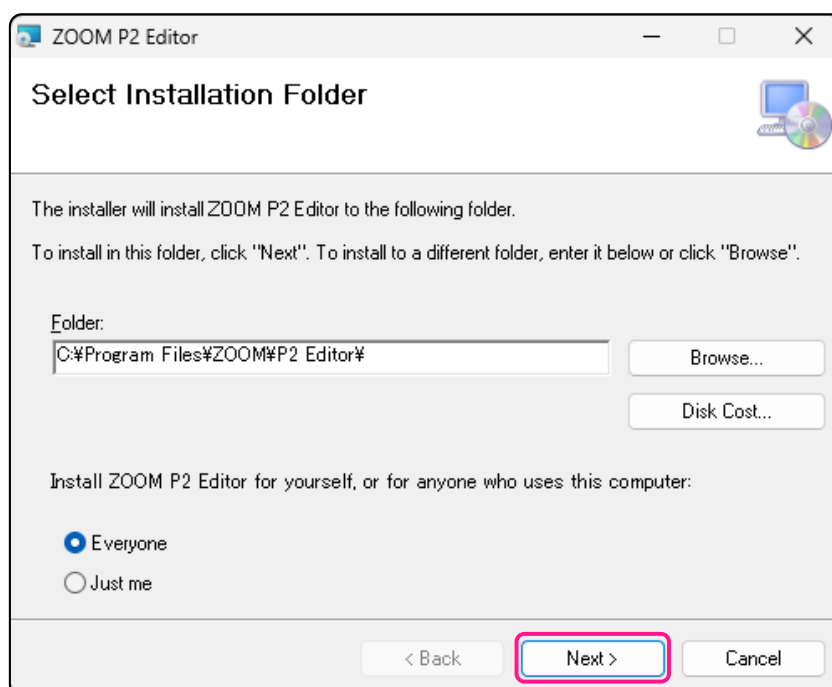 ZOOM P2 Editor
Select Installation Folder
The installer will install ZOOM P2 Editor to the following folder.
To install in this folder, click "Next". To install to a different folder, enter it below or click "Browse".
Folder:
C:¥Program Files¥ZOOM¥P2 Editor¥
Browse...
Disk Cost...
Install ZOOM P2 Editor for yourself, or for anyone who uses this computer:
Everyone
Just me
< Back
Next >
Cancel